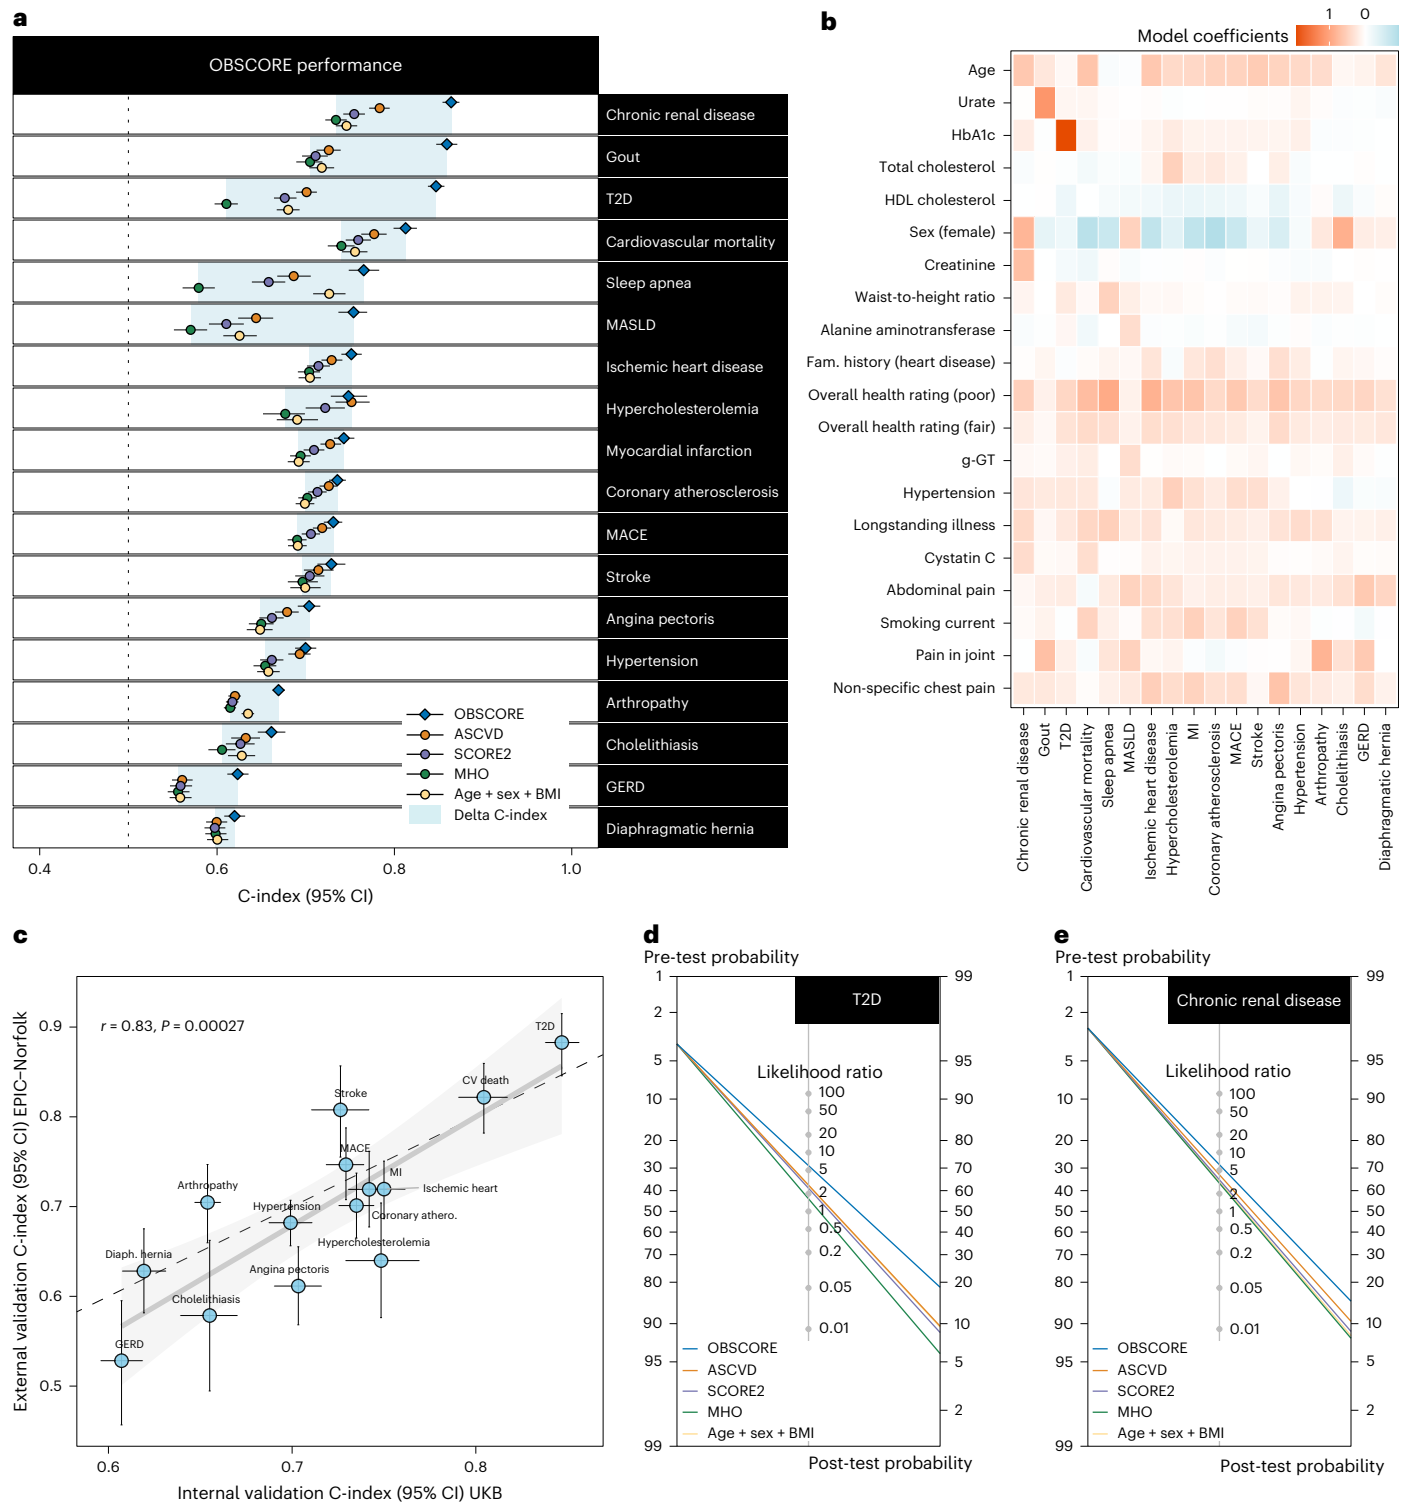 a
OBSCORE performance
Chronic renal disease
Gout
T2D
Cardiovascular mortality
Sleep apnea
MASLD
Ischemic heart disease
Hypercholesterolemia
Myocardial infarction
Coronary atherosclerosis
MACE
Stroke
Angina pectoris
Hypertension
Arthropathy
Cholelithiasis
GERD
Diaphragmatic hernia
OBSCORE
ASCVD
SCORE2
MHO
Age + sex + BMI
Delta C-index
0.4 0.6 0.8 1.0
C-index (95% CI)
b
1 0
Model coefficients
Age
Urate
HbA1c
Total cholesterol
HDL cholesterol
Sex (female)
Creatinine
Waist-to-height ratio
Alanine aminotransferase
Fam. history (heart disease)
Overall health rating (poor)
Overall health rating (fair)
g-GT
Hypertension
Longstanding illness
Cystatin C
Abdominal pain
Smoking current
Pain in joint
Non-specific chest pain
Chronic renal disease
Gout
T2D
Cardiovascular mortality
Sleep apnea
MASLD
Ischemic heart disease
Hypercholesterolemia
MI
Coronary atherosclerosis
MACE
Stroke
Angina pectoris
Hypertension
Arthropathy
Cholelithiasis
GERD
Diaphragmatic hernia
c
External validation C-index (95% CI) EPIC–Norfolk
0.9
0.8
0.7
0.6
0.5
r = 0.83, P = 0.00027
T2D
CV death
Stroke
MACE
MI
Ischemic heart
Arthropathy
Hypertension
Coronary athero.
Hypercholesterolemia
Diaph. hernia
Angina pectoris
Cholelithiasis
GERD
0.6 0.7 0.8
Internal validation C-index (95% CI) UKB
d
Pre-test probability
1
2
5
10
20
30
40
50
60
70
80
90
95
99
T2D
Likelihood ratio
100
50
20
10
5
2
1
0.5
0.2
0.05
0.01
99
95
90
80
70
60
50
40
30
20
10
5
2
OBSCORE
ASCVD
SCORE2
MHO
Age + sex + BMI
Post-test probability
e
Pre-test probability
1
2
5
10
20
30
40
50
60
70
80
90
95
99
Chronic renal disease
Likelihood ratio
100
50
20
10
5
2
1
0.5
0.2
0.05
0.01
99
95
90
80
70
60
50
40
30
20
10
5
2
OBSCORE
ASCVD
SCORE2
MHO
Age + sex + BMI
Post-test probability